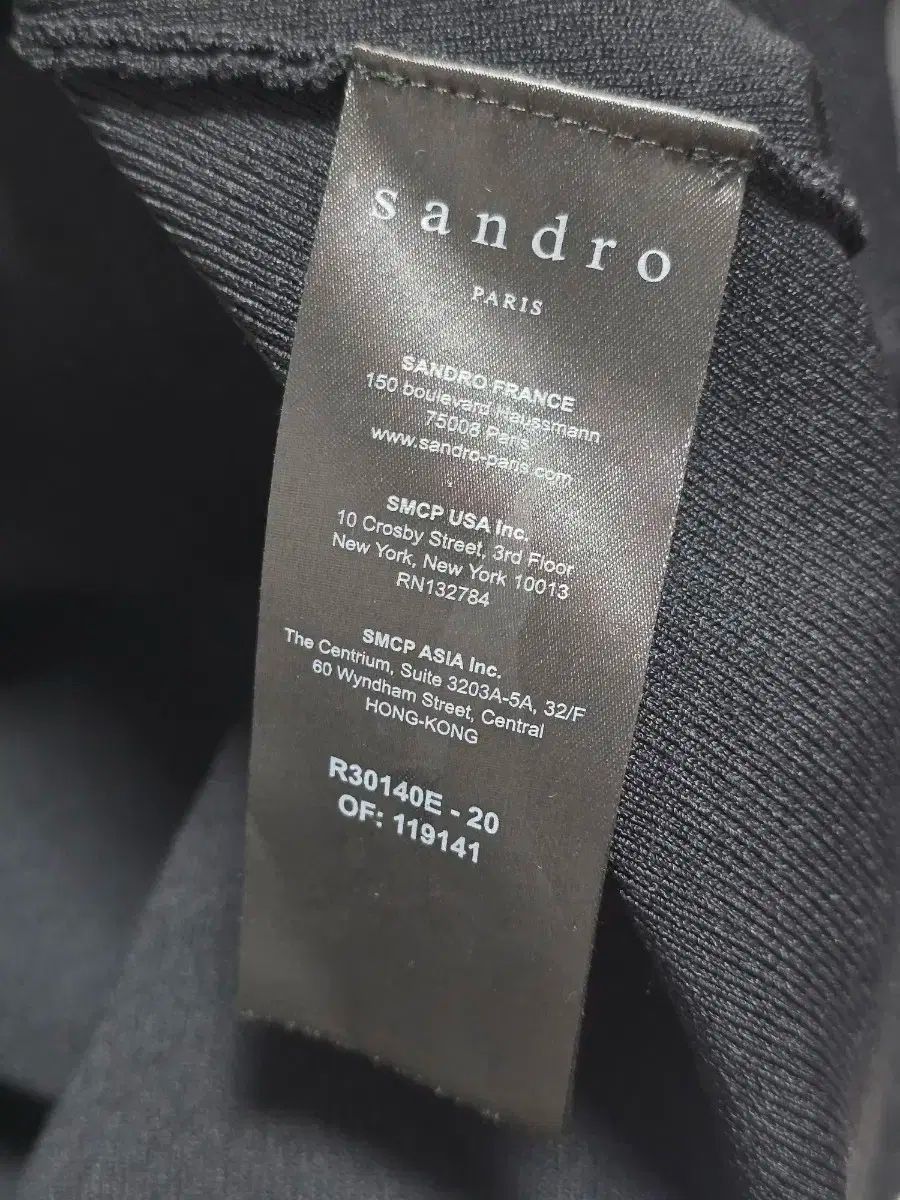 sandro
PARIS
SANDRO FRANCE
150 boulevard Haussmann
75008 Paris
www.sandro-paris.com
SMCP USA Inc.
10 Crosby Street, 3rd Floor
New York, New York 10013
RN132784
SMCP ASIA Inc.
The Centrium, Suite 3203A-5A, 32/F
60 Wyndham Street, Central
HONG-KONG
R30140E - 20
OF: 119141